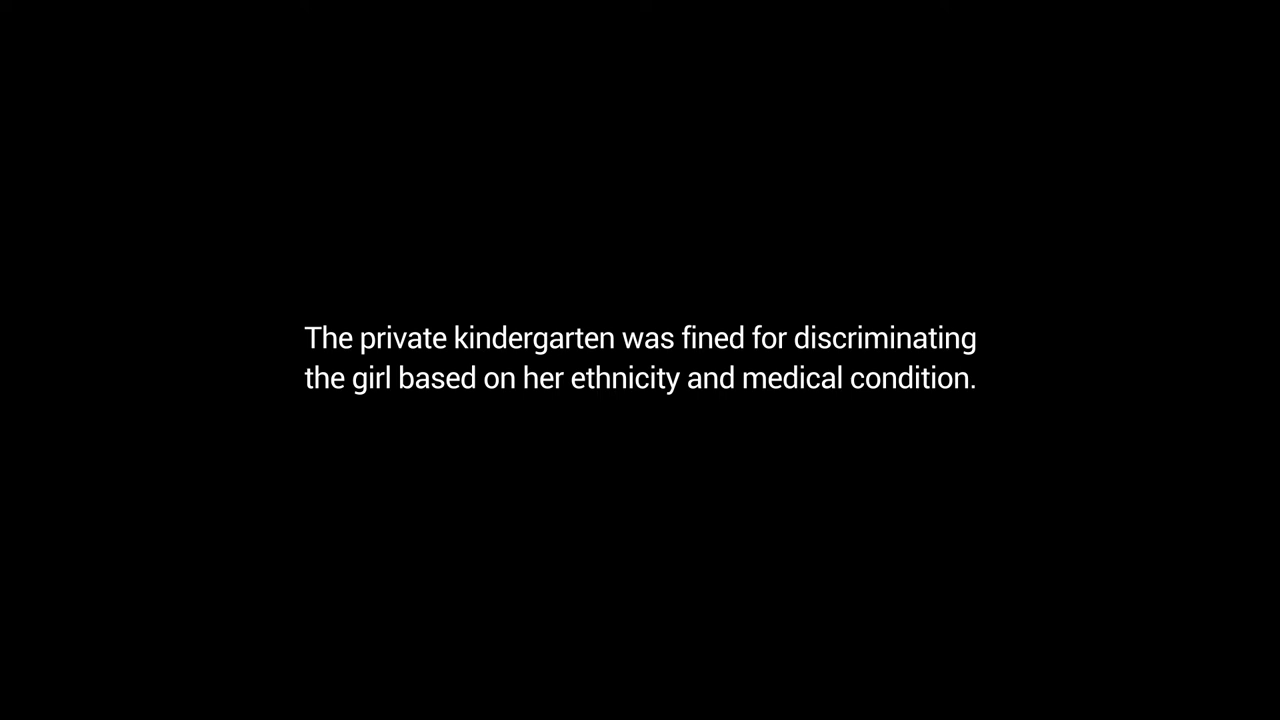 The private kindergarten was fined for discriminating
the girl based on her ethnicity and medical condition.